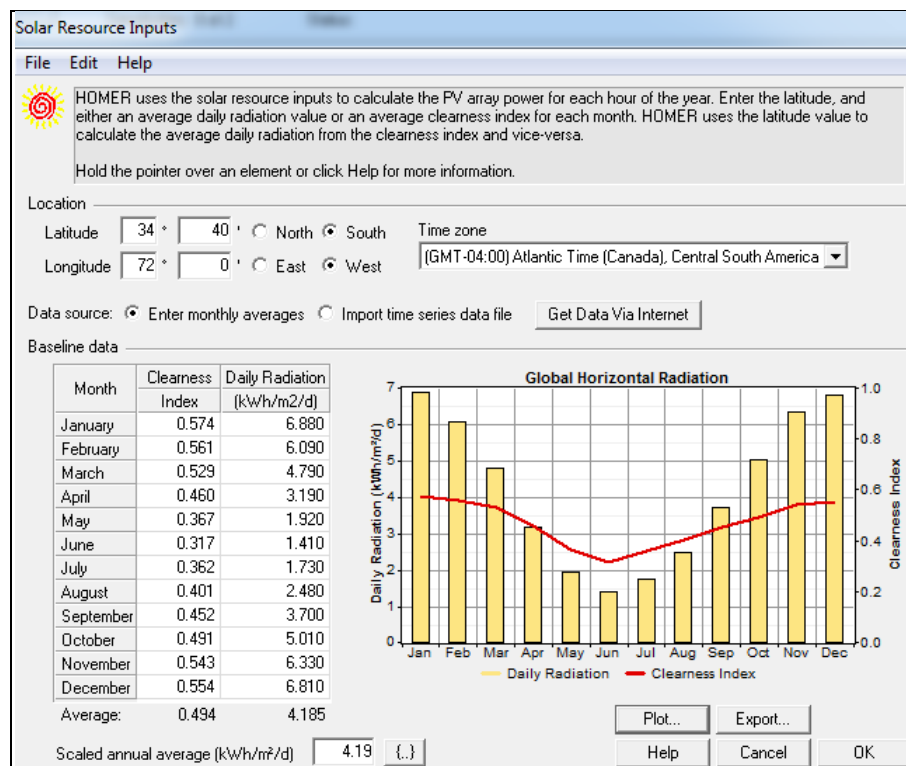 Solar Resource Inputs
File Edit Help
HOMER uses the solar resource inputs to calculate the PV array power for each hour of the year. Enter the latitude, and
either an average daily radiation value or an average clearness index for each month. HOMER uses the latitude value to
calculate the average daily radiation from the clearness index and vice-versa.
Hold the pointer over an element or click Help for more information.
Location
Latitude 34 ° 40 ' North South
Time zone
Longitude 72 ° 0 ' East West
(GMT-04:00) Atlantic Time (Canada), Central South America
Data source: Enter monthly averages Import time series data file Get Data Via Internet
Baseline data
Month Clearness Index Daily Radiation (kWh/m2/d)
January 0.574 6.880
February 0.561 6.090
March 0.529 4.790
April 0.460 3.190
May 0.367 1.920
June 0.317 1.410
July 0.362 1.730
August 0.401 2.480
September 0.452 3.700
October 0.491 5.010
November 0.543 6.330
December 0.554 6.810
Average: 0.494 4.185
Scaled annual average (kWh/m²/d) 4.19 {..}
Global Horizontal Radiation
Daily Radiation (kWh/m²/d)
7
6
5
4
3
2
1
0
Jan Feb Mar Apr May Jun Jul Aug Sep Oct Nov Dec
1.0
0.8
0.6
0.4
0.2
0.0
Clearness Index
Daily Radiation Clearness Index
Plot... Export...
Help Cancel OK